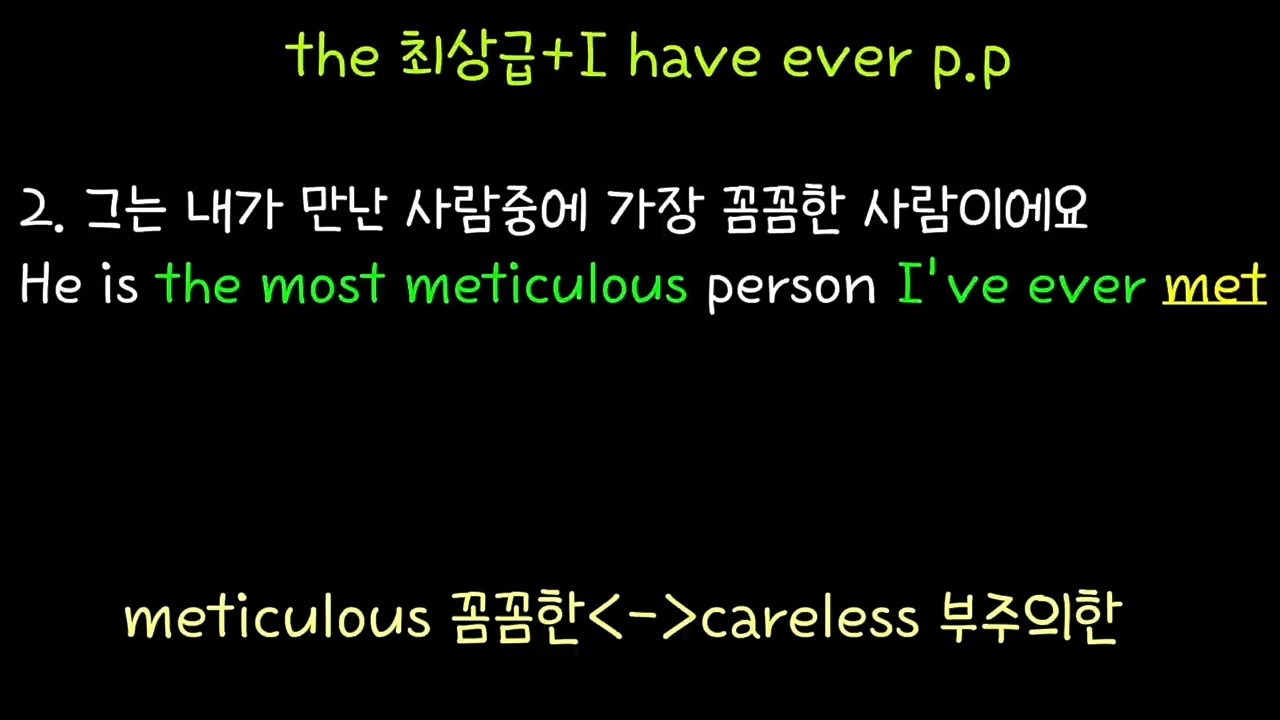 the 최상급+I have ever p.p
2. 그는 내가 만난 사람중에 가장 꼼꼼한 사람이에요
He is the most meticulous person I've ever met
meticulous 꼼꼼한<->careless 부주의한